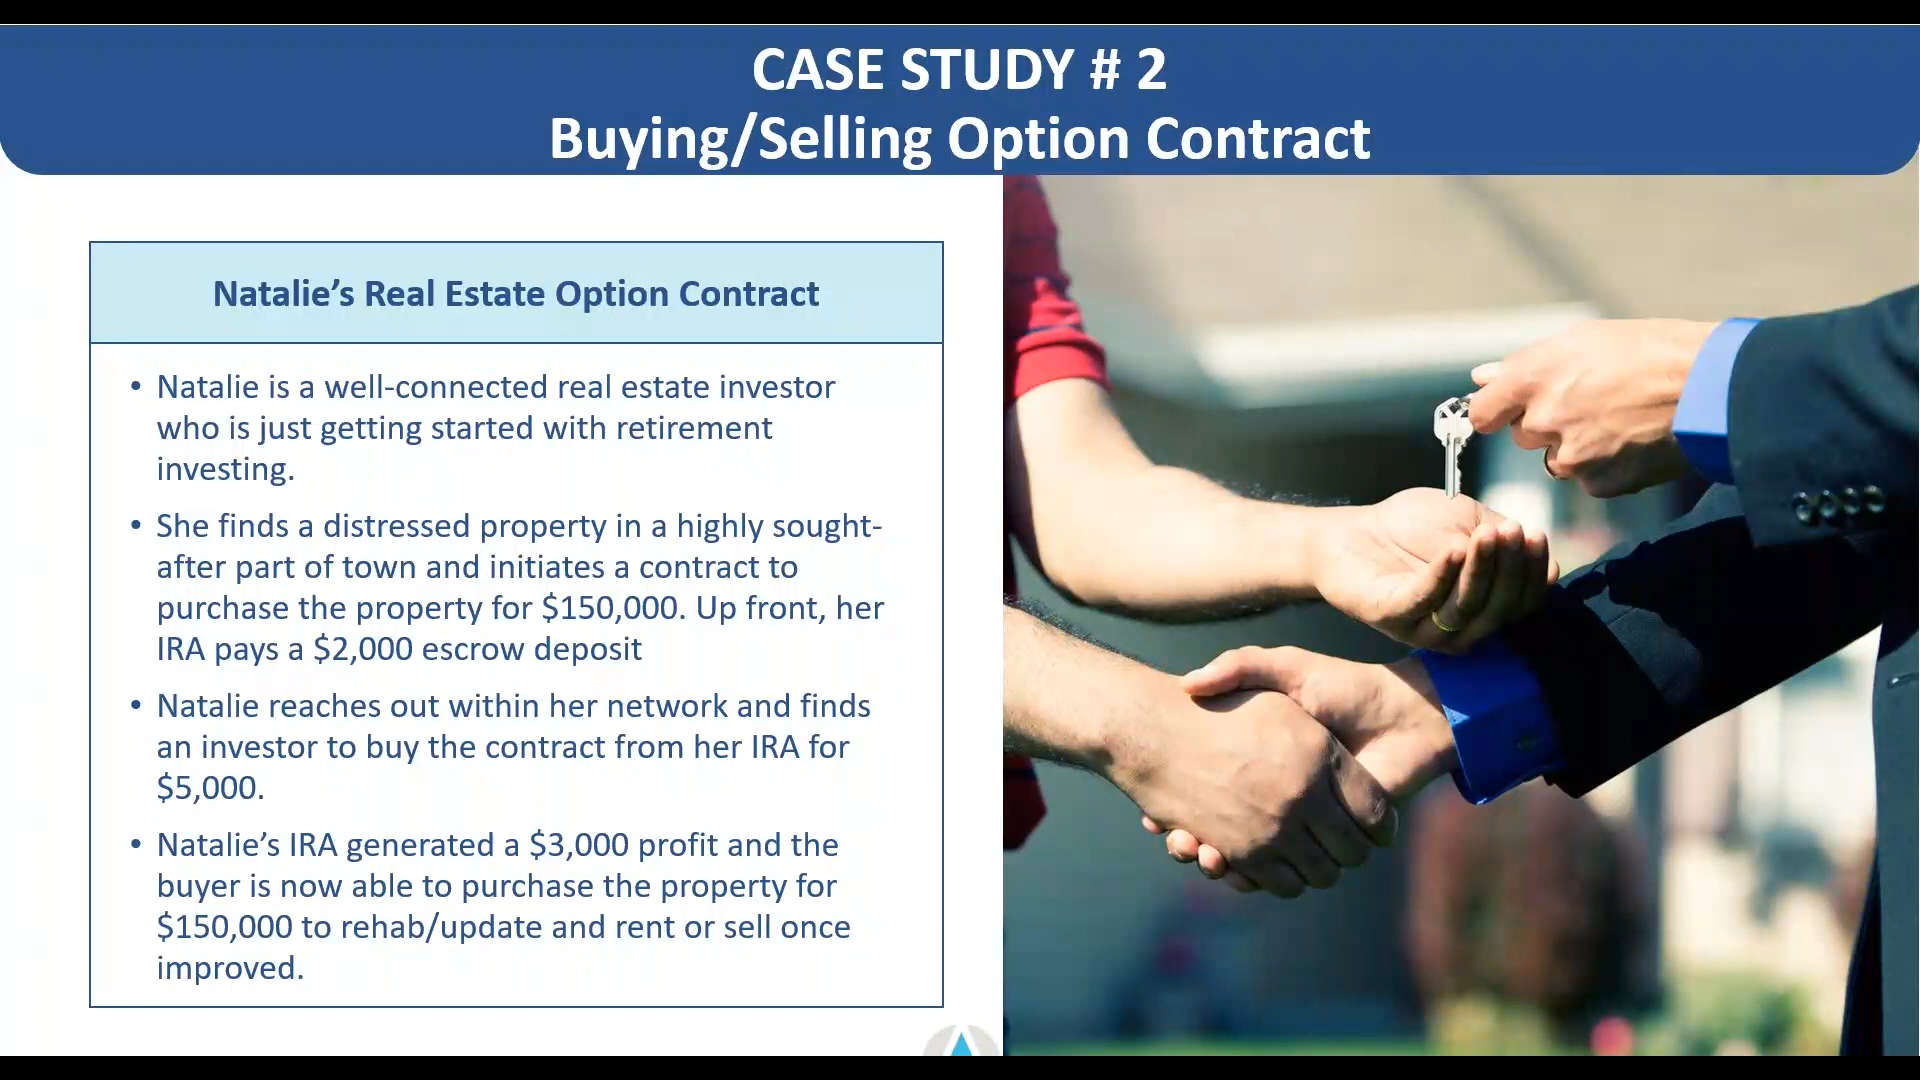 CASE STUDY # 2
Buying/Selling Option Contract
Natalie’s Real Estate Option Contract
• Natalie is a well-connected real estate investor
who is just getting started with retirement
investing.
• She finds a distressed property in a highly sought-
after part of town and initiates a contract to
purchase the property for $150,000. Up front, her
IRA pays a $2,000 escrow deposit
• Natalie reaches out within her network and finds
an investor to buy the contract from her IRA for
$5,000.
• Natalie’s IRA generated a $3,000 profit and the
buyer is now able to purchase the property for
$150,000 to rehab/update and rent or sell once
improved.